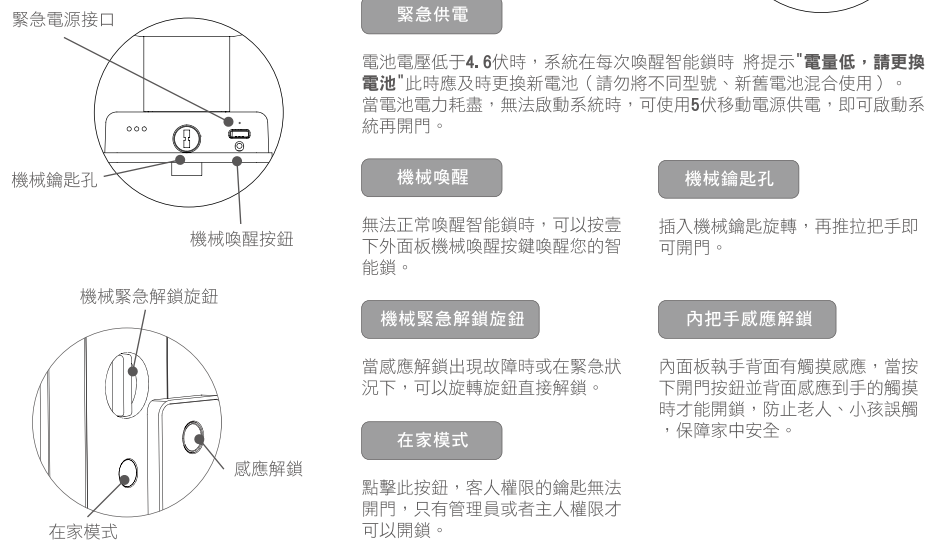 緊急電源接口
機械鑰匙孔
機械喚醒按鈕
機械緊急解鎖旋鈕
感應解鎖
在家模式
緊急供電
電池電壓低于4.6伏時，系統在每次喚醒智能鎖時 將提示"電量低，請更換
電池"此時應及時更換新電池（請勿將不同型號、新舊電池混合使用）。
當電池電力耗盡，無法啟動系統時，可使用5伏移動電源供電，即可啟動系
統再開門。
機械喚醒
無法正常喚醒智能鎖時，可以按壹
下外面板機械喚醒按鍵喚醒您的智
能鎖。
機械鑰匙孔
插入機械鑰匙旋轉，再推拉把手即
可開門。
機械緊急解鎖旋鈕
當感應解鎖出現故障時或在緊急狀
況下，可以旋轉旋鈕直接解鎖。
內把手感應解鎖
內面板執手背面有觸摸感應，當按
下開門按鈕並背面感應到手的觸摸
時才能開鎖，防止老人、小孩誤觸
，保障家中安全。
在家模式
點擊此按鈕，客人權限的鑰匙無法
開門，只有管理員或者主人權限才
可以開鎖。